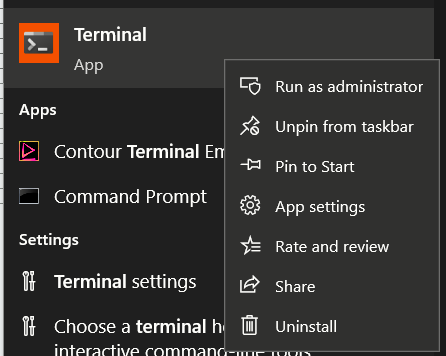 Terminal
App
Run as administrator
Apps
Unpin from taskbar
Contour Terminal Em
Pin to Start
Command Prompt
App settings
Settings
Rate and review
Terminal settings
Share
Choose a terminal h
Uninstall
interactive command-line tools